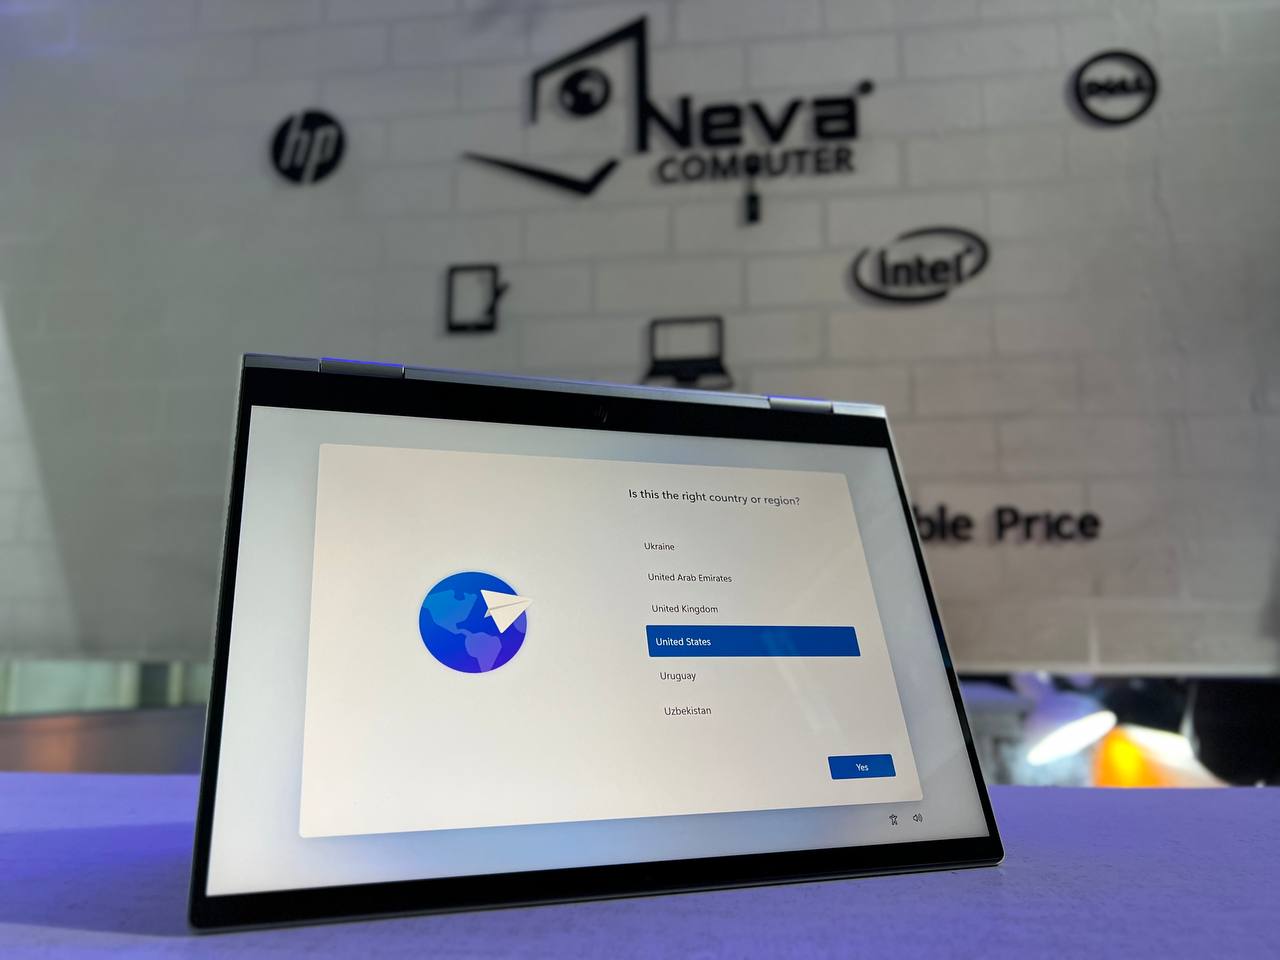 hp
Neva
COMPUTER
DELL
intel
ble Price
hp
Is this the right country or region?
Ukraine
United Arab Emirates
United Kingdom
United States
Uruguay
Uzbekistan
Yes